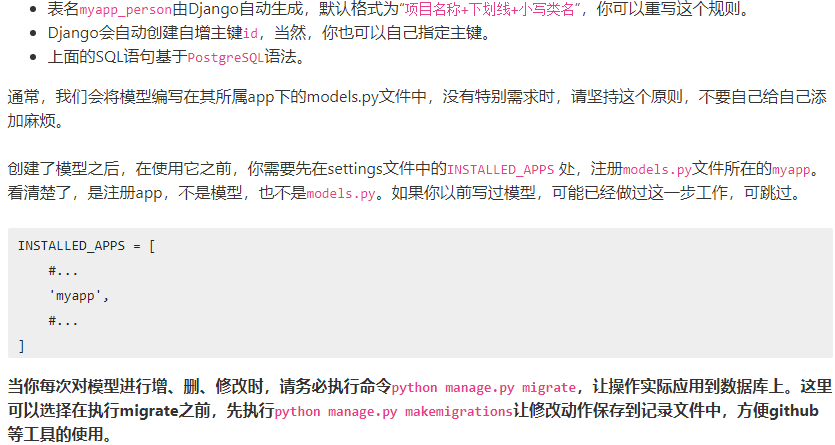 表名myapp_person由Django自动生成，默认格式为“项目名称+下划线+小写类名”，你可以重写这个规则。
Django会自动创建自增主键id，当然，你也可以自己指定主键。
上面的SQL语句基于PostgreSQL语法。
通常，我们会将模型编写在其所属app下的models.py文件中，没有特别需求时，请坚持这个原则，不要自己给自己添
加麻烦。
创建了模型之后，在使用它之前，你需要先在settings文件中的INSTALLED_APPS 处，注册models.py文件所在的myapp。
看清楚了，是注册app，不是模型，也不是models.py。如果你以前写过模型，可能已经做过这一步工作，可跳过。
INSTALLED_APPS = [
    #...
    'myapp',
    #...
]
当你每次对模型进行增、删、修改时，请务必执行命令python manage.py migrate，让操作实际应用到数据库上。这里
可以选择在执行migrate之前，先执行python manage.py makemigrations让修改动作保存到记录文件中，方便github
等工具的使用。